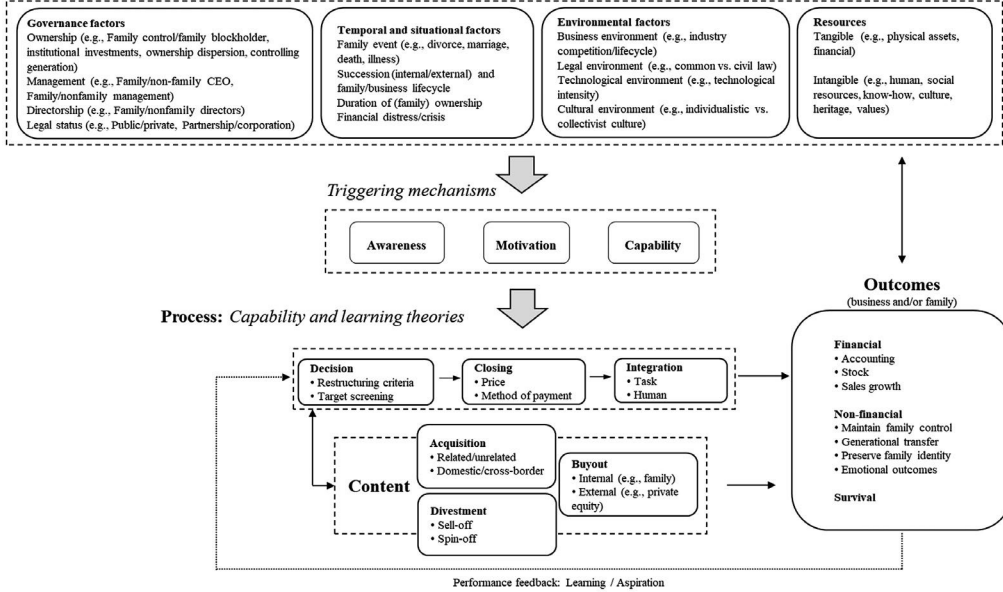 Governance factors
Ownership (e.g., Family control/family blockholder,
institutional investments, ownership dispersion, controlling
generation)
Management (e.g., Family/non-family CEO,
Family/nonfamily management)
Directorship (e.g., Family/nonfamily directors)
Legal status (e.g., Public/private, Partnership/corporation)
Temporal and situational factors
Family event (e.g., divorce, marriage,
death, illness)
Succession (internal/external) and
family/business lifecycle
Duration of (family) ownership
Financial distress/crisis
Environmental factors
Business environment (e.g., industry
competition/lifecycle)
Legal environment (e.g., common vs. civil law)
Technological environment (e.g., technological
intensity)
Cultural environment (e.g., individualistic vs.
collectivist culture)
Resources
Tangible (e.g., physical assets,
financial)
Intangible (e.g., human, social
resources, know-how, culture,
heritage, values)
Triggering mechanisms
Awareness
Motivation
Capability
Process: Capability and learning theories
Decision
• Restructuring criteria
• Target screening
Closing
• Price
• Method of payment
Integration
• Task
• Human
Content
Acquisition
• Related/unrelated
• Domestic/cross-border
Divestment
• Sell-off
• Spin-off
Buyout
• Internal (e.g., family)
• External (e.g., private
equity)
Outcomes
(business and/or family)
Financial
• Accounting
• Stock
• Sales growth
Non-financial
• Maintain family control
• Generational transfer
• Preserve family identity
• Emotional outcomes
Survival
Performance feedback: Learning / Aspiration